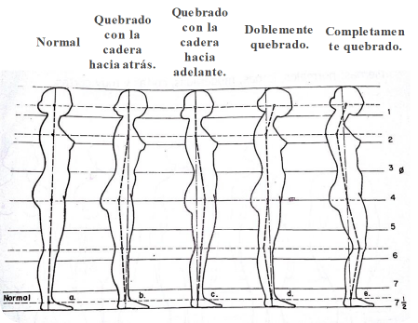 Normal
Quebrado
con la
cadera
hacia atrás.
Quebrado
con la
cadera
hacia
adelante.
Doblemente
quebrado.
Completamen
te quebrado.
1
2
3 ø
4
5
6
7
Normal
a.
b.
c.
d.
e.
7 ½